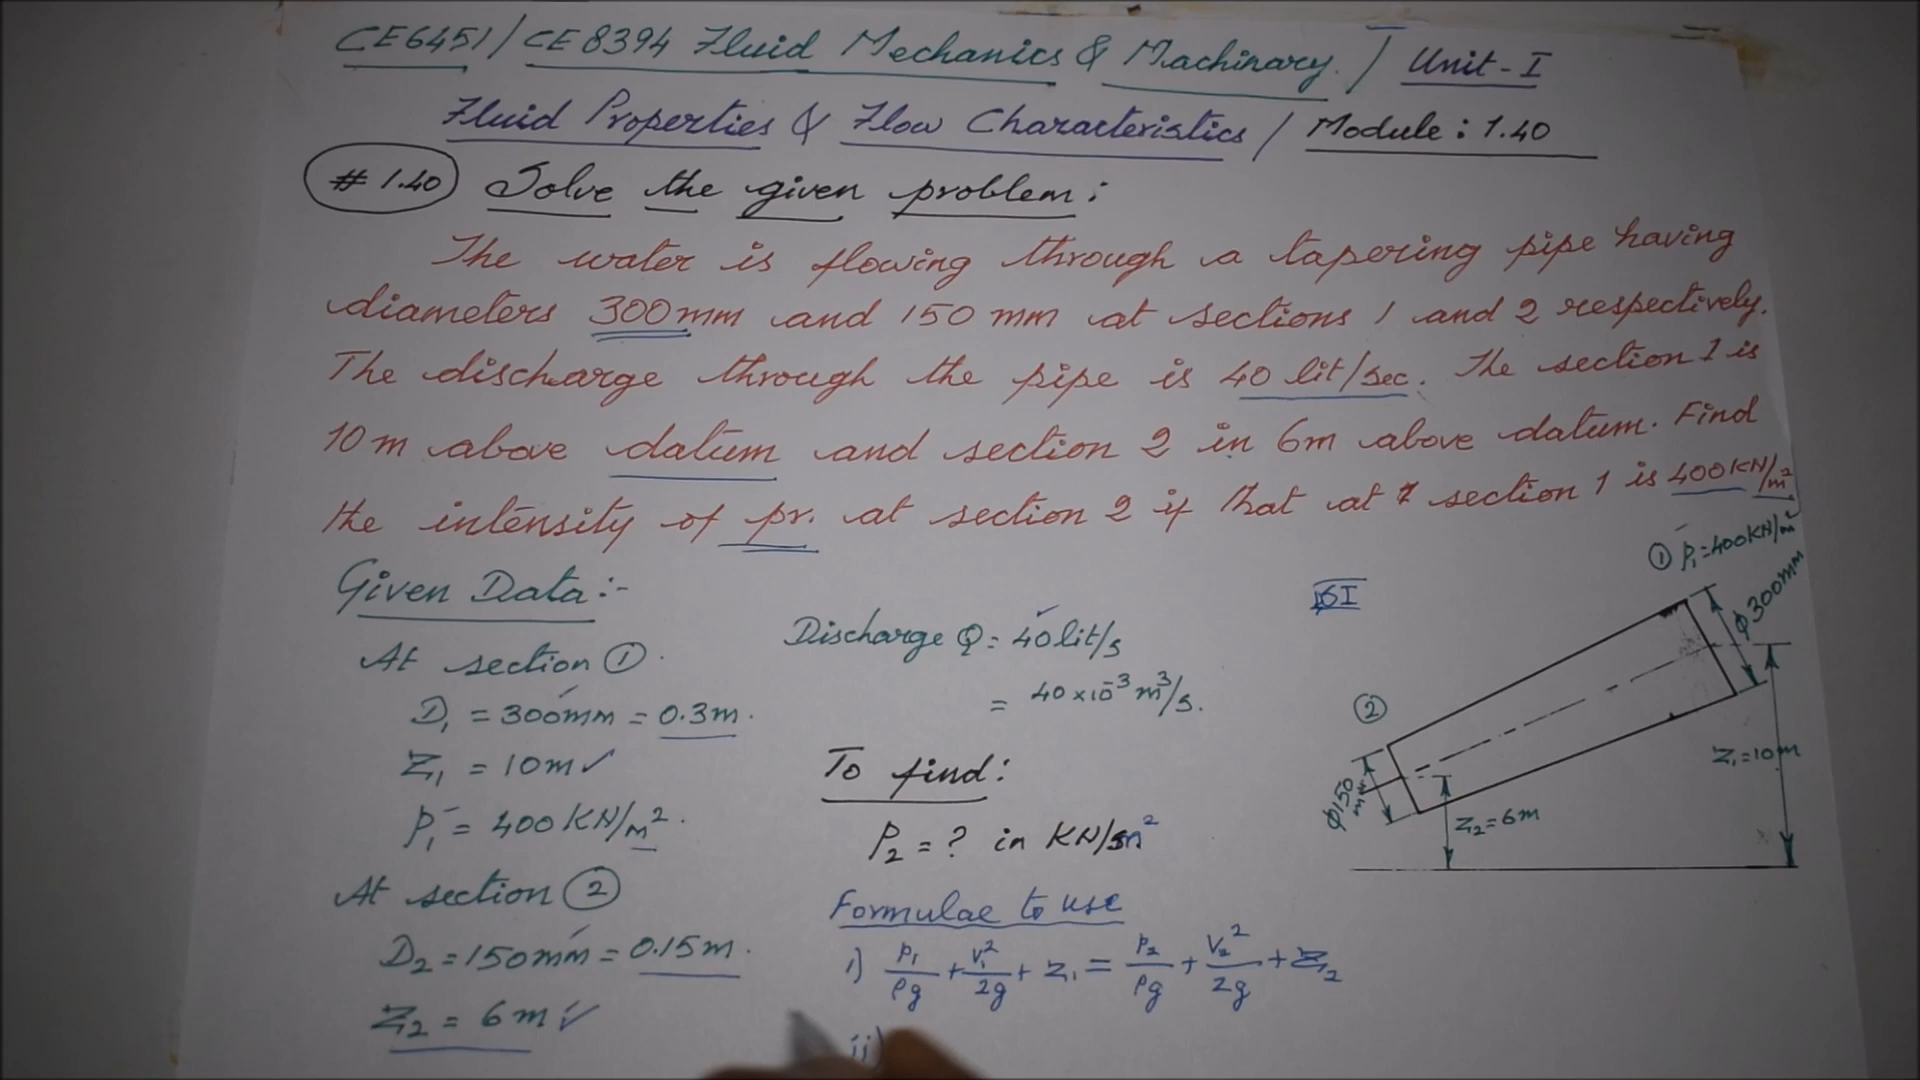 CE6451/CE8394 Fluid Mechanics & Machinary. / Unit-I
Fluid Properties & Flow Characteristics / Module: 1.40
# 1.40 Solve the given problem:
The water is flowing through a tapering pipe having
diameters 300mm and 150 mm at sections 1 and 2 respectively.
The discharge through the pipe is 40 lit/sec. The section 1 is
10m above datum and section 2 in 6m above datum. Find
the intensity of pr. at section 2 if that at section 1 is 400KN/m²
Given Data:-
At section ①.
D₁ = 300mm = 0.3m.
Z₁ = 10m ✓
P₁ = 400 KN/m².
At section ②
D₂ = 150mm = 0.15m.
Z₂ = 6m ✓
Discharge Q = 40lit/s
= 40 x 10⁻³ m³/s.
To find:
P₂ = ? in KN/m²
Formulae to use
i) P₁/ρg + V₁²/2g + Z₁ = P₂/ρg + V₂²/2g + Z₂
ii)
SI
① P₁=400KN/m²
ϕ300mm
②
Z₁=10m
ϕ150mm
Z₂=6m